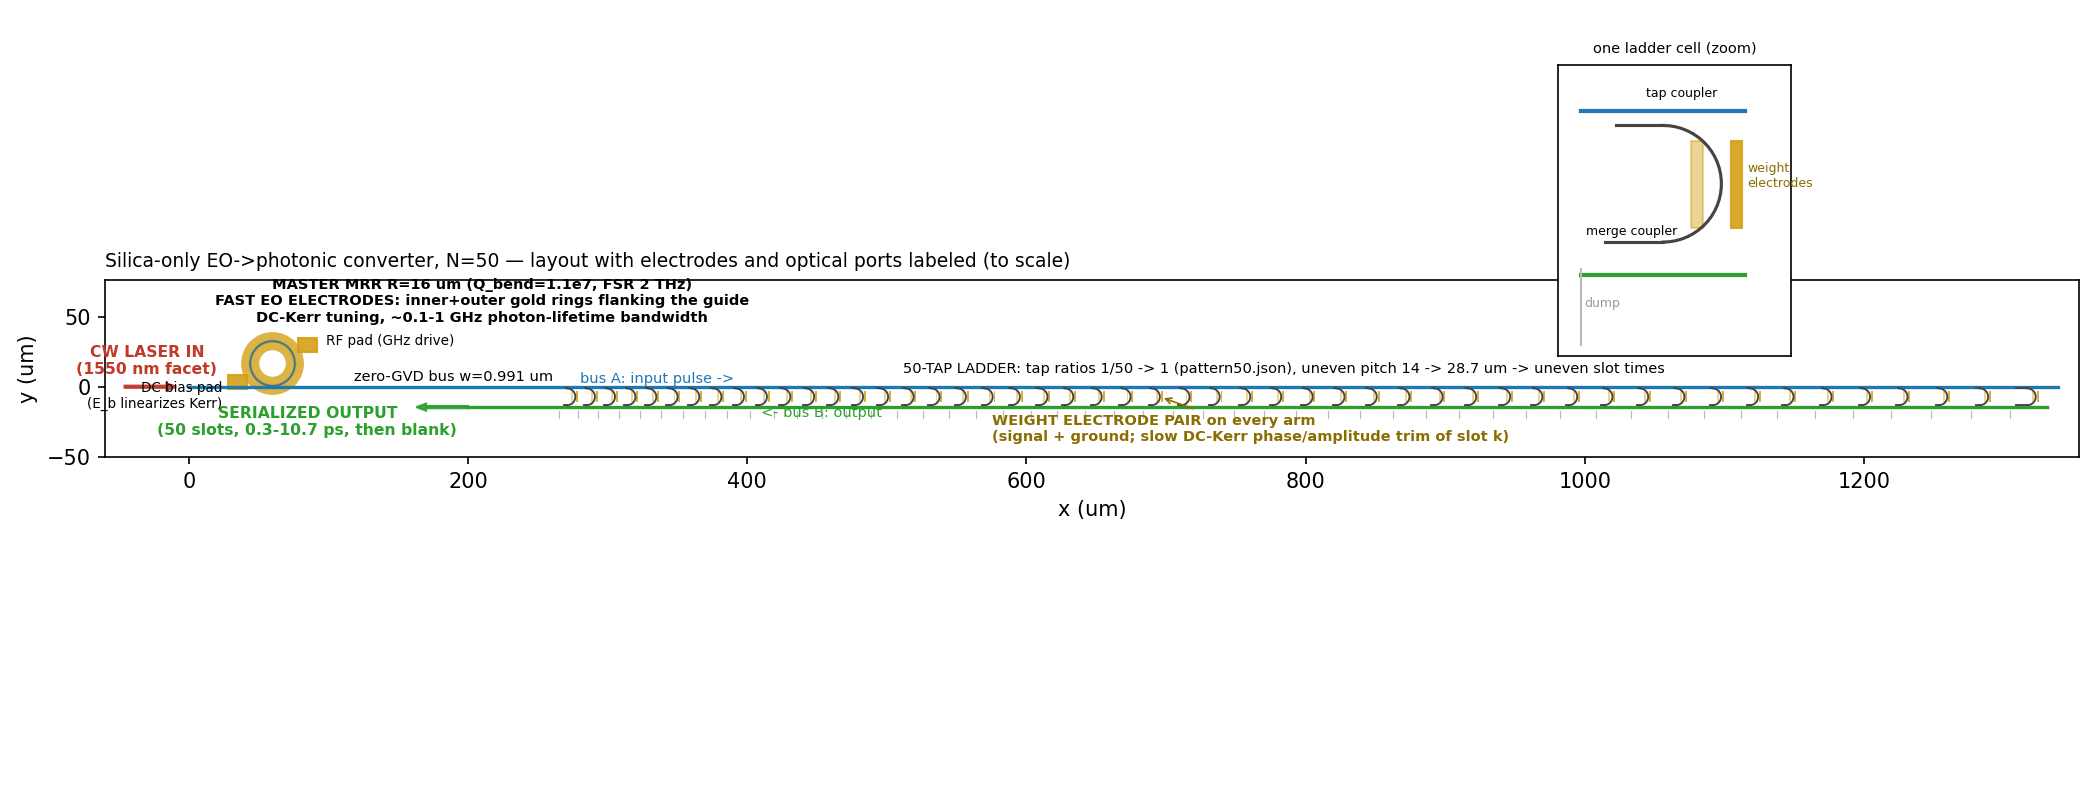 one ladder cell (zoom)
tap coupler
weight
electrodes
merge coupler
dump
Silica-only EO->photonic converter, N=50 — layout with electrodes and optical ports labeled (to scale)
MASTER MRR R=16 um (Q_bend=1.1e7, FSR 2 THz)
FAST EO ELECTRODES: inner+outer gold rings flanking the guide
DC-Kerr tuning, ~0.1-1 GHz photon-lifetime bandwidth
RF pad (GHz drive)
CW LASER IN
(1550 nm facet)
DC bias pad
(E_b linearizes Kerr)
zero-GVD bus w=0.991 um
bus A: input pulse ->
50-TAP LADDER: tap ratios 1/50 -> 1 (pattern50.json), uneven pitch 14 -> 28.7 um -> uneven slot times
SERIALIZED OUTPUT
(50 slots, 0.3-10.7 ps, then blank)
<- bus B: output
WEIGHT ELECTRODE PAIR on every arm
(signal + ground; slow DC-Kerr phase/amplitude trim of slot k)
y (um)
50
0
−50
0
200
400
600
800
1000
1200
x (um)